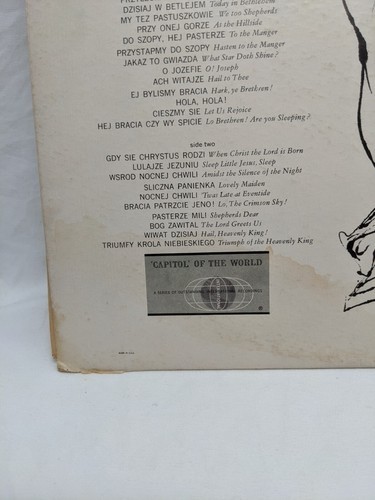 DZISIAJ W BETLEJEM Today in Bethlehem
MY TEZ PASTUSZKOWIE We too Shepherds
PRZY ONEJ GORZE At the Hillside
DO SZOPY, HEJ PASTERZE To the Manger
PRZYSTAPMY DO SZOPY Hasten to the Manger
JAKAZ TO GWIAZDA What Star Doth Shine?
O JOZEFIE O! Joseph
ACH WITAJZE Hail to Thee
EJ BYLISMY BRACIA Hark, ye Brethren!
HOLA, HOLA!
CIESZMY SIE Let Us Rejoice
HEJ BRACIA CZY WY SPICIE Lo Brethren! Are you Sleeping?
side two
GDY SIE CHRYSTUS RODZI When Christ the Lord is Born
LULAJZE JEZUNIU Sleep Little Jesus, Sleep
WSROD NOCNEJ CHWILI Amidst the Silence of the Night
SLICZNA PANIENKA Lovely Maiden
NOCNEJ CHWILI 'Twas Late at Eventide
BRACIA PATRZCIE JENO! Lo, The Crimson Sky!
PASTERZE MILI Shepherds Dear
BOG ZAWITAL The Lord Greets Us
WIWAT DZISIAJ Hail, Heavenly King!
TRIUMFY KROLA NIEBIESKIEGO Triumph of the Heavenly King
'CAPITOL' OF THE WORLD
A SERIES OF INTERNATIONAL RECORDINGS